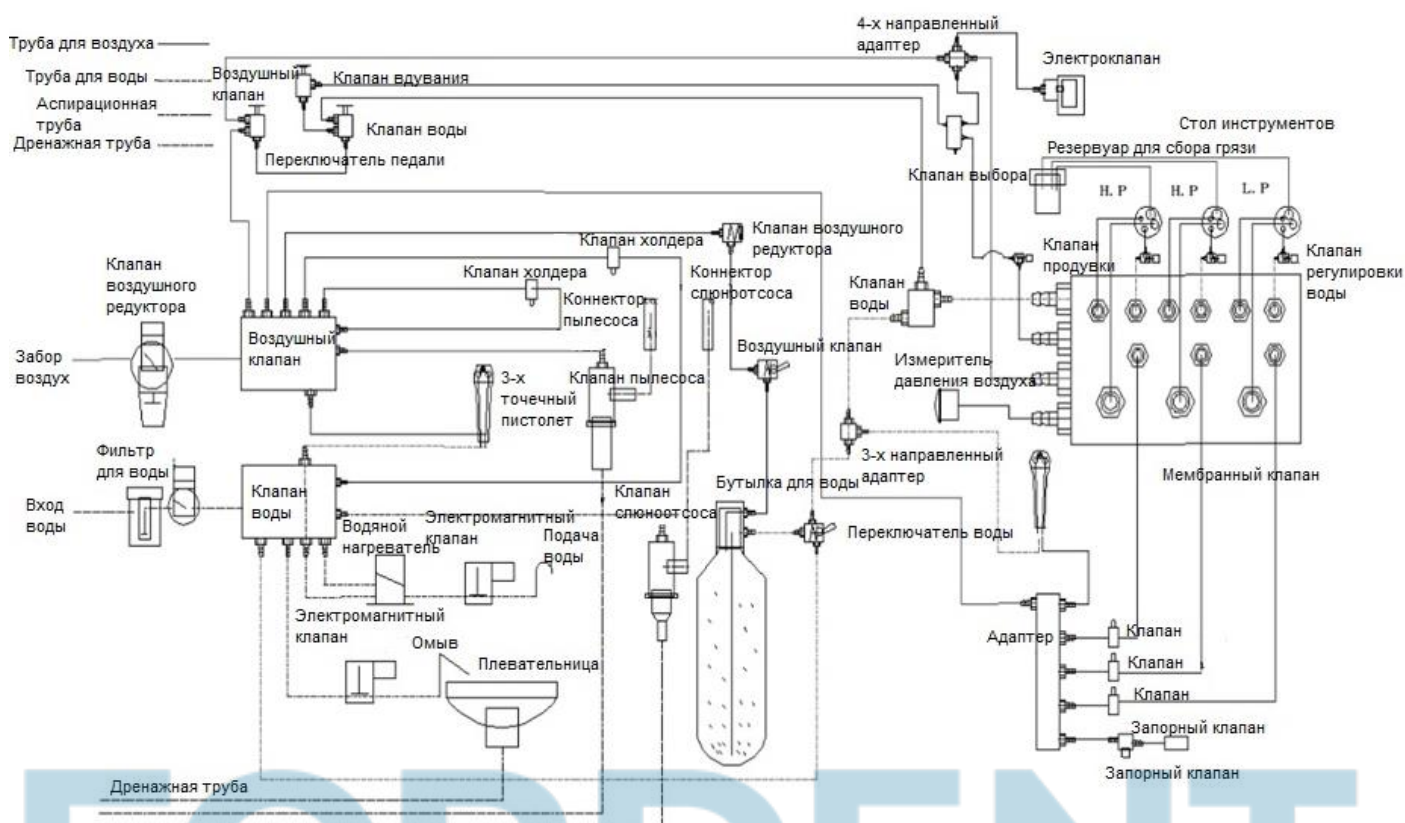 Труба для воздуха
Труба для воды
Аспирационная
труба
Дренажная труба
Воздушный
клапан
Клапан вдувания
Клапан воды
Переключатель педали
4-х направленный
адаптер
Электроклапан
Стол инструментов
Резервуар для сбора грязи
Клапан выбора
H. P
H. P
L. P
Клапан
продувки
Клапан
регулировки
воды
Клапан воздушного
редуктора
Клапан холдера
Клапан холдера
Коннектор
слюноотсоса
Коннектор
пылесоса
Клапан
воздушного
редуктора
Забор
воздух
Воздушный
клапан
Клапан
воды
Воздушный клапан
Измеритель
давления воздуха
Клапан пылесоса
3-х
точечный
пистолет
Фильтр
для воды
Вход
воды
Клапан
воды
Водяной
нагреватель
Электромагнитный
клапан
Подача
воды
Клапан
слюноотсоса
Бутылка для воды
3-х направленный
адаптер
Мембранный клапан
Переключатель воды
Электромагнитный
клапан
Омыв
Плевательница
Адаптер
Клапан
Клапан
Клапан
Запорный клапан
Запорный клапан
Дренажная труба
FORDENT